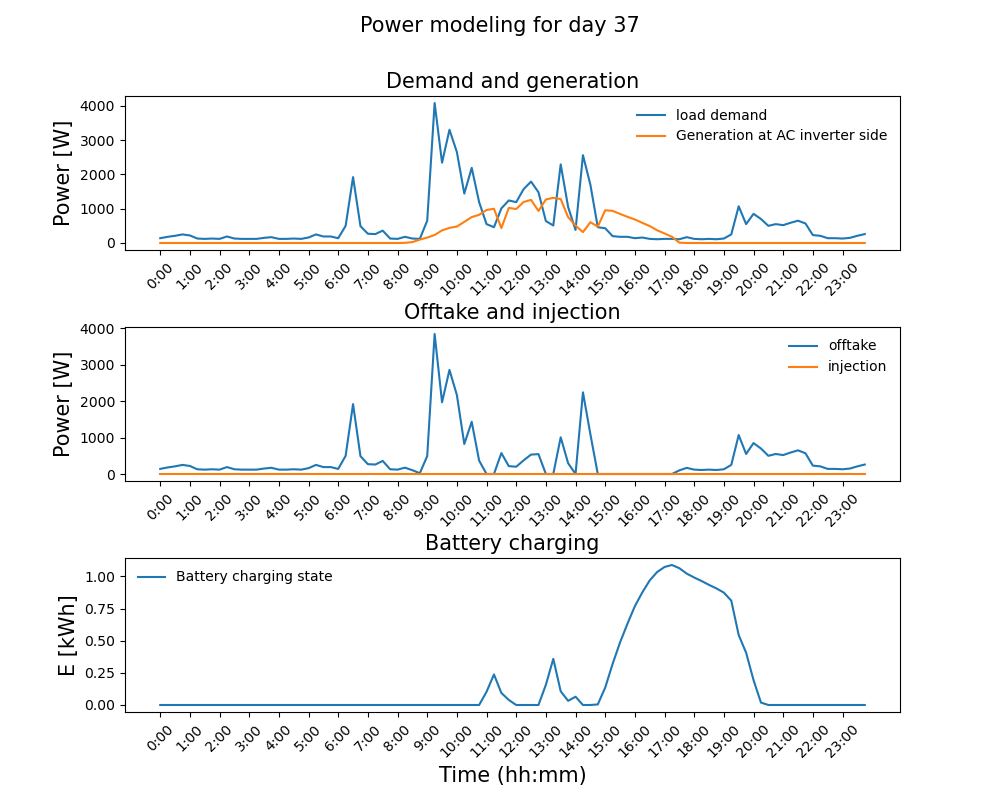 Power modeling for day 37
Demand and generation
Power [W]
4000
3000
2000
1000
0
load demand
Generation at AC inverter side
0:00 1:00 2:00 3:00 4:00 5:00 6:00 7:00 8:00 9:00 10:00 11:00 12:00 13:00 14:00 15:00 16:00 17:00 18:00 19:00 20:00 21:00 22:00 23:00
Offtake and injection
Power [W]
4000
3000
2000
1000
0
offtake
injection
0:00 1:00 2:00 3:00 4:00 5:00 6:00 7:00 8:00 9:00 10:00 11:00 12:00 13:00 14:00 15:00 16:00 17:00 18:00 19:00 20:00 21:00 22:00 23:00
Battery charging
E [kWh]
1.00
0.75
0.50
0.25
0.00
Battery charging state
0:00 1:00 2:00 3:00 4:00 5:00 6:00 7:00 8:00 9:00 10:00 11:00 12:00 13:00 14:00 15:00 16:00 17:00 18:00 19:00 20:00 21:00 22:00 23:00
Time (hh:mm)